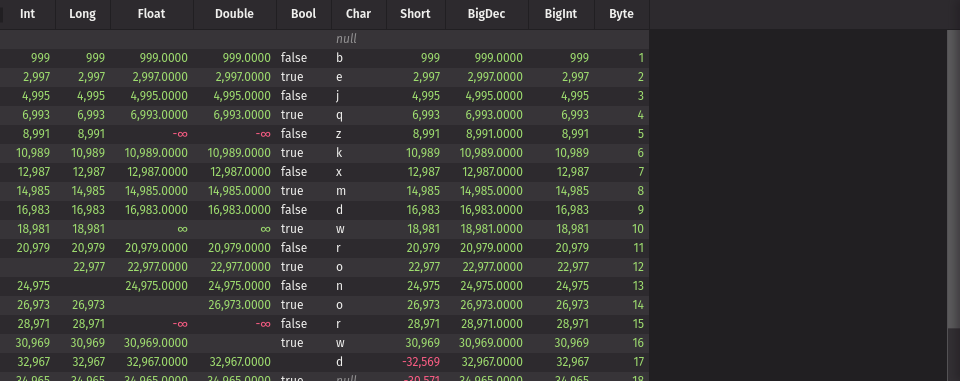 Int Long Float Double Bool Char Short BigDec BigInt Byte
null
999 999 999.0000 999.0000 false b 999 999.0000 999 1
2,997 2,997 2,997.0000 2,997.0000 true e 2,997 2,997.0000 2,997 2
4,995 4,995 4,995.0000 4,995.0000 false j 4,995 4,995.0000 4,995 3
6,993 6,993 6,993.0000 6,993.0000 true q 6,993 6,993.0000 6,993 4
8,991 8,991 -∞ -∞ false z 8,991 8,991.0000 8,991 5
10,989 10,989 10,989.0000 10,989.0000 true k 10,989 10,989.0000 10,989 6
12,987 12,987 12,987.0000 12,987.0000 false x 12,987 12,987.0000 12,987 7
14,985 14,985 14,985.0000 14,985.0000 true m 14,985 14,985.0000 14,985 8
16,983 16,983 16,983.0000 16,983.0000 false d 16,983 16,983.0000 16,983 9
18,981 18,981 ∞ ∞ true w 18,981 18,981.0000 18,981 10
20,979 20,979 20,979.0000 20,979.0000 false r 20,979 20,979.0000 20,979 11
22,977 22,977.0000 22,977.0000 true o 22,977 22,977.0000 22,977 12
24,975 24,975.0000 24,975.0000 false n 24,975 24,975.0000 24,975 13
26,973 26,973 26,973.0000 true o 26,973 26,973.0000 26,973 14
28,971 28,971 -∞ -∞ false r 28,971 28,971.0000 28,971 15
30,969 30,969 30,969.0000 true w 30,969 30,969.0000 30,969 16
32,967 32,967 32,967.0000 32,967.0000 d -32,569 32,967.0000 32,967 17
34,965 34,965 34,965.0000 34,965.0000 true null -30,571 34,965.0000 34,965 18